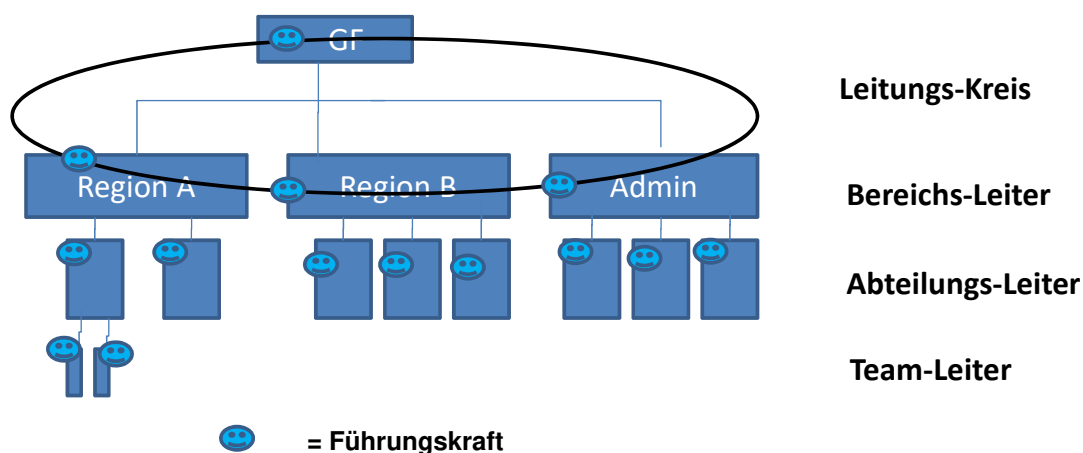 GF
Leitungs-Kreis
Region A
Region B
Admin
Bereichs-Leiter
Abteilungs-Leiter
Team-Leiter
= Führungskraft